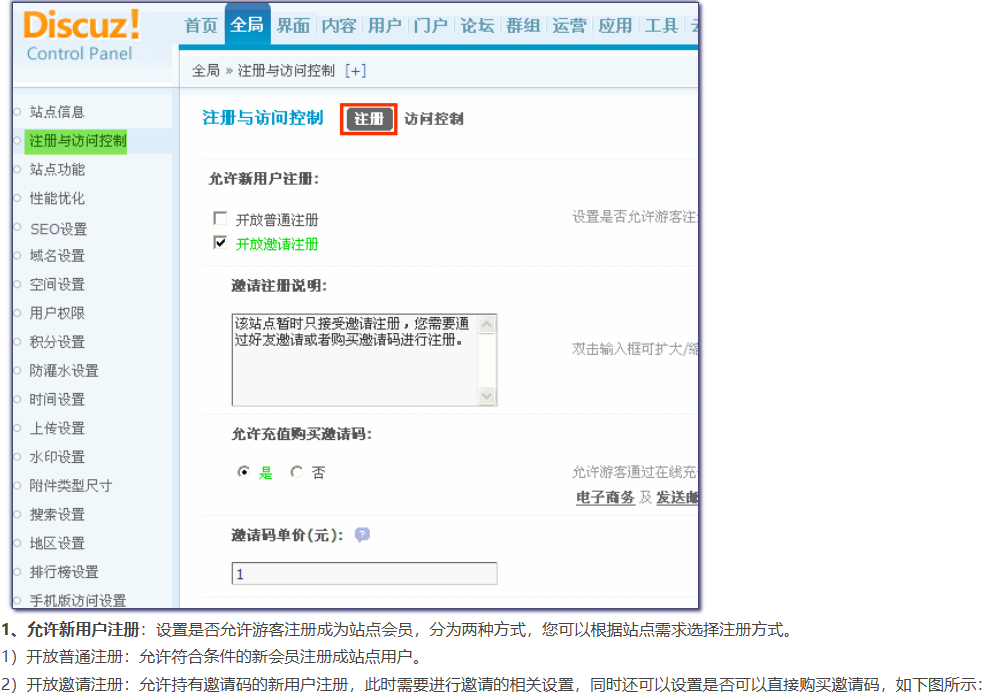 Discuz!
Control Panel
首页 全局 界面 内容 用户 门户 论坛 群组 运营 应用 工具
全局 » 注册与访问控制 [+]
站点信息
注册与访问控制
站点功能
性能优化
SEO设置
域名设置
空间设置
用户权限
积分设置
防灌水设置
时间设置
上传设置
水印设置
附件类型尺寸
搜索设置
地区设置
排行榜设置
手机版访问设置
注册与访问控制 注册 访问控制
允许新用户注册:
开放普通注册
设置是否允许游客注
开放邀请注册
邀请注册说明:
该站点暂时只接受邀请注册，您需要通
过好友邀请或者购买邀请码进行注册。
双击输入框可扩大/缩
允许充值购买邀请码:
是 否
允许游客通过在线充
电子商务 及 发送邮
邀请码单价(元):
1
1、允许新用户注册：设置是否允许游客注册成为站点会员，分为两种方式，您可以根据站点需求选择注册方式。
1）开放普通注册：允许符合条件的新会员注册成站点用户。
2）开放邀请注册：允许持有邀请码的新用户注册，此时需要进行邀请的相关设置，同时还可以设置是否可以直接购买邀请码，如下图所示：